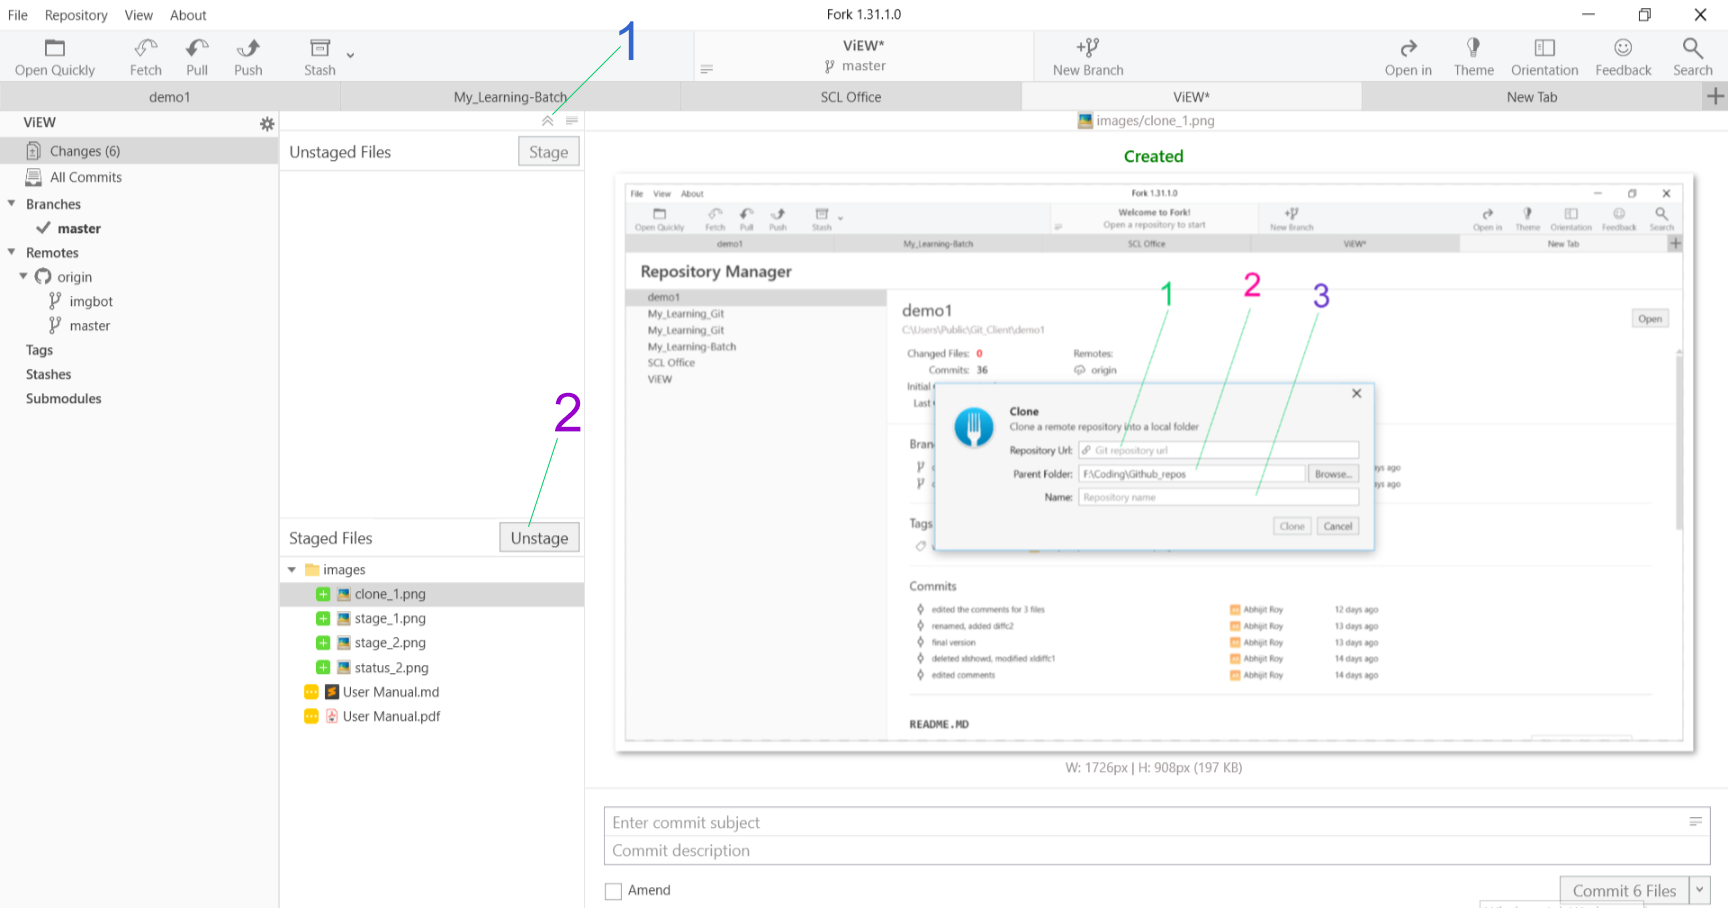 File Repository View About
Fork 1.31.1.0
Open Quickly Fetch Pull Push Stash
ViEW*
master
New Branch
Open in Theme Orientation Feedback Search
1
demo1 My_Learning-Batch SCL Office ViEW* New Tab
ViEW
images/clone_1.png
Changes (6)
All Commits
Branches
master
Remotes
origin
imgbot
master
Tags
Stashes
Submodules
Unstaged Files Stage
2
Staged Files Unstage
images
clone_1.png
stage_1.png
stage_2.png
status_2.png
User Manual.md
User Manual.pdf
Created
File View About
Fork 1.31.1.0
Open Quickly Fetch Pull Push Stash
Welcome to Fork!
Open a repository to start
New Branch
Open in Theme Orientation Feedback Search
demo1 My_Learning-Batch SCL Office ViEW* New Tab
Repository Manager
demo1
My_Learning_Git
My_Learning_Git
My_Learning-Batch
SCL Office
ViEW
1 2 3
demo1
Open
C:\Users\Public\Git_Client\demo1
Changed Files: 0 Remotes:
Commits: 36 origin
Initial
Last
Bran
ys ago
ys ago
Tags
Clone
Clone a remote repository into a local folder
Repository Url: Git repository url
Parent Folder: F:\Coding\Github_repos Browse...
Name: Repository name
Clone Cancel
Commits
edited the comments for 3 files Abhijit Roy 12 days ago
renamed, added diffc2 Abhijit Roy 13 days ago
final version Abhijit Roy 13 days ago
deleted xlshowd, modified xldiffc1 Abhijit Roy 14 days ago
edited comments Abhijit Roy 14 days ago
README.MD
W: 1726px | H: 908px (197 KB)
Enter commit subject
Commit description
Amend
Commit 6 Files